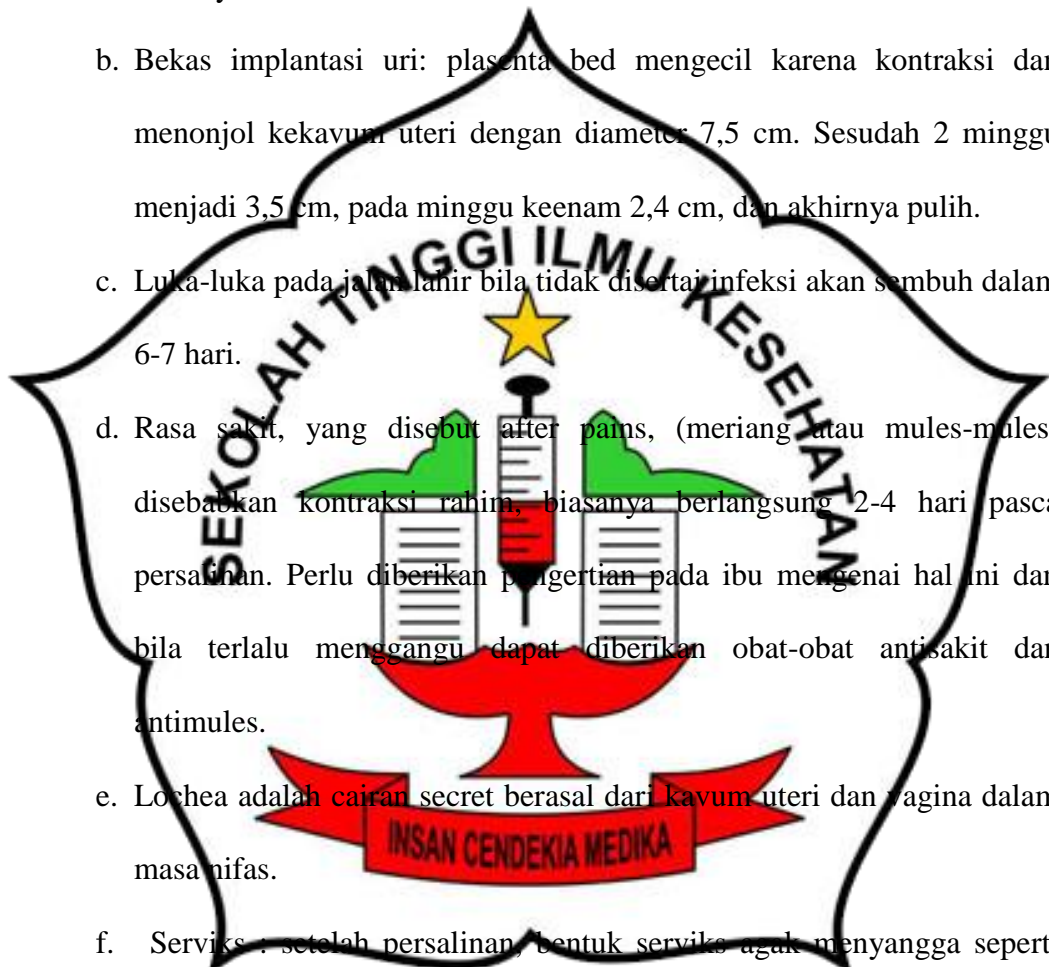 b. Bekas implantasi uri: plasenta bed mengecil karena kontraksi dan
menonjol kekavum uteri dengan diameter 7,5 cm. Sesudah 2 minggu
menjadi 3,5 cm, pada minggu keenam 2,4 cm, dan akhirnya pulih.
c. Luka-luka pada jalan lahir bila tidak disertai infeksi akan sembuh dalam
6-7 hari.
d. Rasa sakit, yang disebut after pains, (meriang atau mules-mules
disebabkan kontraksi rahim, biasanya berlangsung 2-4 hari pasca
persalinan. Perlu diberikan pengertian pada ibu mengenai hal ini dan
bila terlalu menggangu dapat diberikan obat-obat antisakit dan
antimules.
e. Lochea adalah cairan secret berasal dari kavum uteri dan vagina dalam
masa nifas.
f. Serviks : setelah persalinan, bentuk serviks agak menyangga sepert
SEKOLAH TINGGI ILMU KESEHATAN
INSAN CENDEKIA MEDIKA